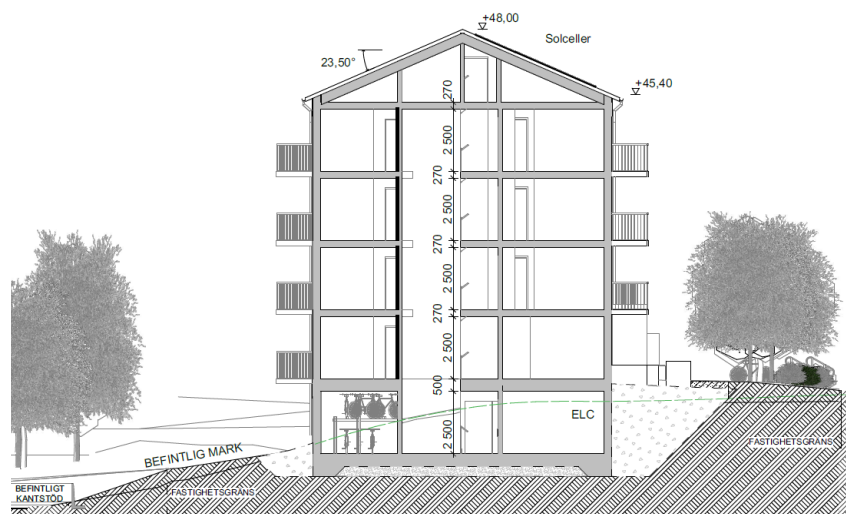 +48,00
Solceller
23,50°
+45,40
270
2 500
270
2 500
270
2 500
270
2 500
500
2 500
ELC
BEFINTLIG MARK
FASTIGHETSGRÄNS
BEFINTLIGT
KANTSTÖD
FASTIGHETSGRÄNS